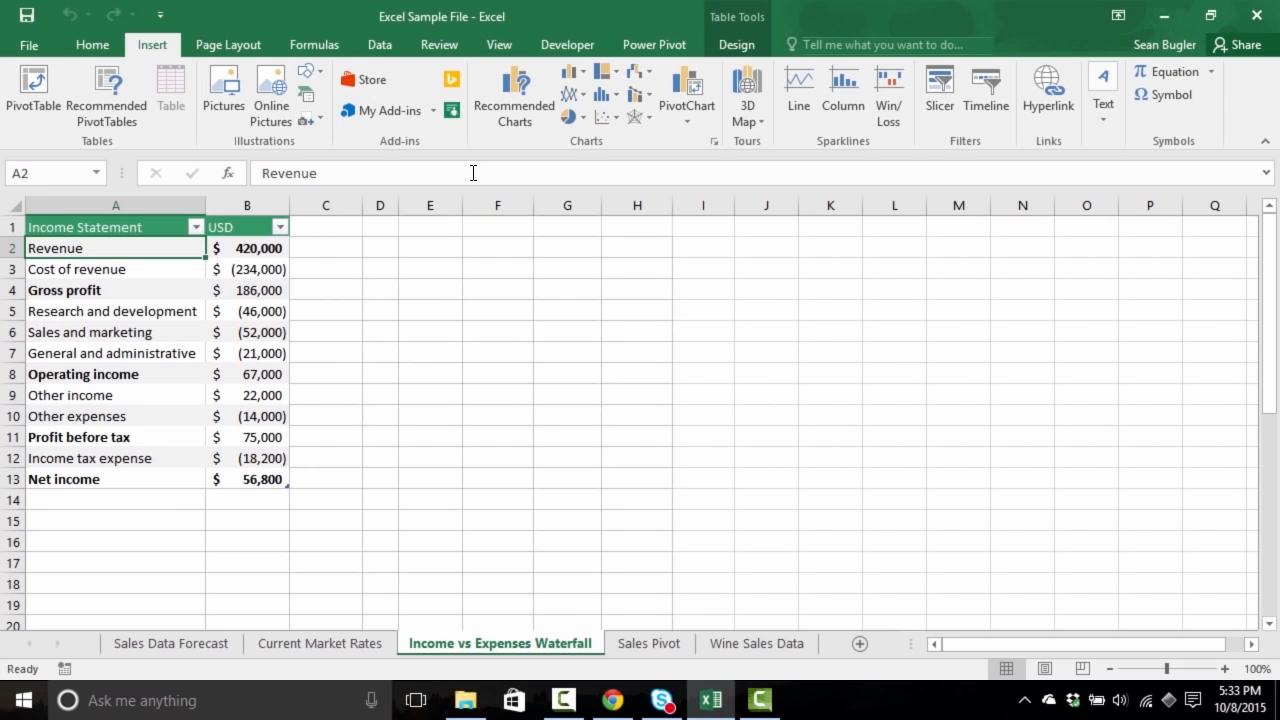 Excel Sample File - Excel
Table Tools
File Home Insert Page Layout Formulas Data Review View Developer Power Pivot Design Tell me what you want to do... Sean Bugler Share
PivotTable
Recommended
PivotTables
Table
Tables
Pictures
Online
Pictures
Illustrations
Store
My Add-ins
Add-ins
Recommended
Charts
PivotChart
Charts
3D
Map
Tours
Line
Column
Win/
Loss
Sparklines
Slicer
Timeline
Filters
Hyperlink
Links
A
Text
π Equation
Ω Symbol
Symbols
A2 fx Revenue
A B C D E F G H I J K L M N O P Q
1 Income Statement USD
2 Revenue $ 420,000
3 Cost of revenue $ (234,000)
4 Gross profit $ 186,000
5 Research and development $ (46,000)
6 Sales and marketing $ (52,000)
7 General and administrative $ (21,000)
8 Operating income $ 67,000
9 Other income $ 22,000
10 Other expenses $ (14,000)
11 Profit before tax $ 75,000
12 Income tax expense $ (18,200)
13 Net income $ 56,800
14
15
16
17
18
19
20
Sales Data Forecast Current Market Rates Income vs Expenses Waterfall Sales Pivot Wine Sales Data
Ready 100%
Ask me anything
5:33 PM
10/8/2015